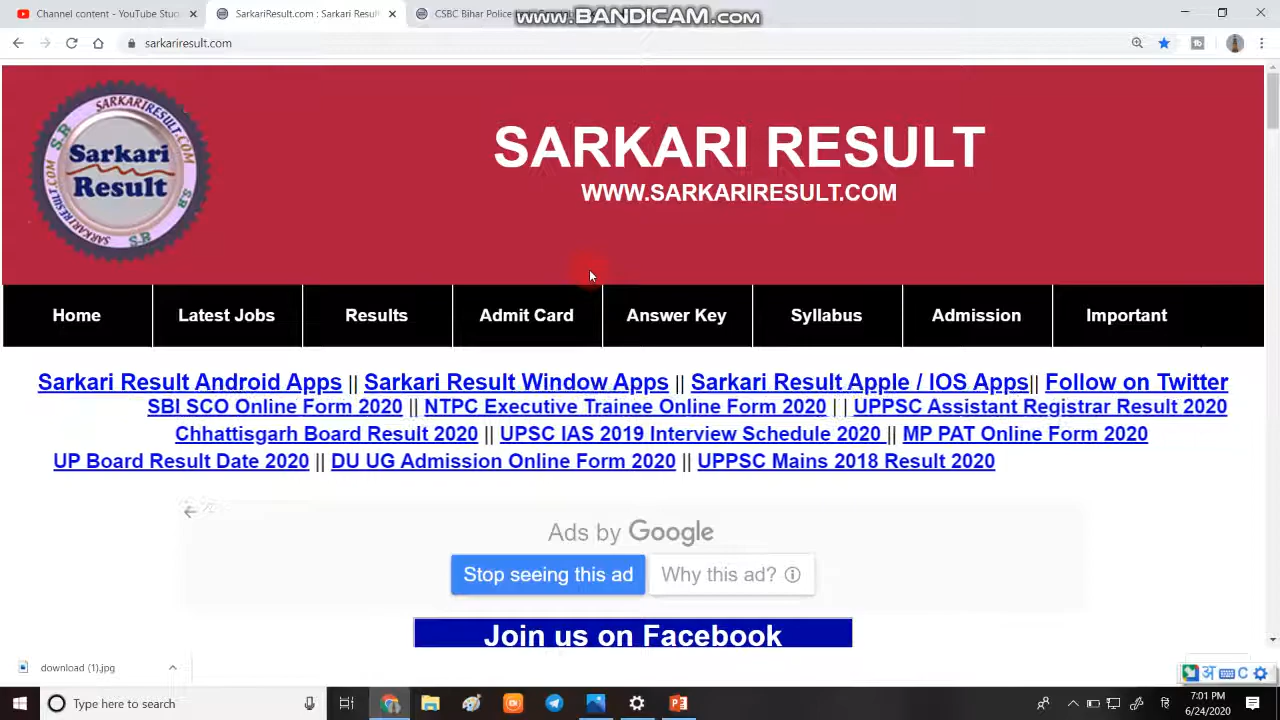 Channel content - YouTube Stu
SarkariResult.com : Sarkari Resul
CSBC Bihar Police
www.BANDICAM.com
sarkariresult.com
SARKARIRESULT.COM
S.R
SARKARIRESULT.COM
S.B
Sarkari
Result
SARKARI RESULT
WWW.SARKARIRESULT.COM
Home Latest Jobs Results Admit Card Answer Key Syllabus Admission Important
Sarkari Result Android Apps || Sarkari Result Window Apps || Sarkari Result Apple / IOS Apps|| Follow on Twitter
SBI SCO Online Form 2020 || NTPC Executive Trainee Online Form 2020 | | UPPSC Assistant Registrar Result 2020
Chhattisgarh Board Result 2020 || UPSC IAS 2019 Interview Schedule 2020 || MP PAT Online Form 2020
UP Board Result Date 2020 || DU UG Admission Online Form 2020 || UPPSC Mains 2018 Result 2020
Ads by Google
Stop seeing this ad Why this ad?
Join us on Facebook
download (1).jpg
अ C
Type here to search
7:01 PM
6/24/2020